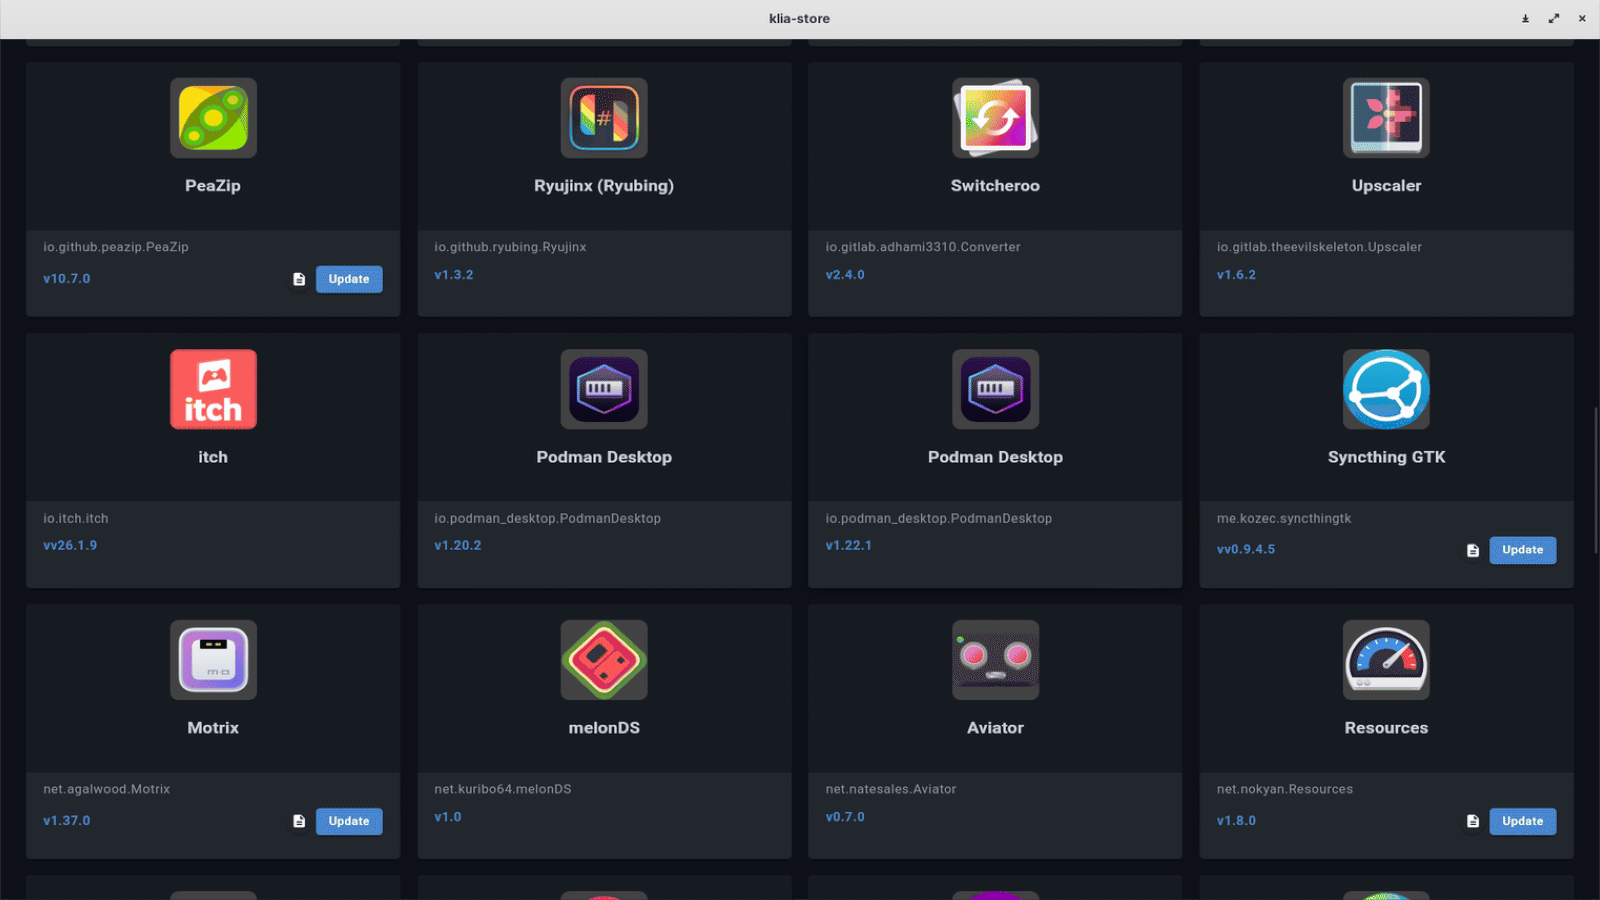 klia-store
PeaZip
Ryujinx (Ryubing)
Switcheroo
Upscaler
io.github.peazip.PeaZip
io.github.ryubing.Ryujinx
io.gitlab.adhami3310.Converter
io.gitlab.theevilskeleton.Upscaler
v10.7.0
Update
v1.3.2
v2.4.0
v1.6.2
itch
itch
Podman Desktop
Podman Desktop
Syncthing GTK
io.itch.itch
io.podman_desktop.PodmanDesktop
io.podman_desktop.PodmanDesktop
me.kozec.syncthingtk
vv26.1.9
v1.20.2
v1.22.1
vv0.9.4.5
Update
Motrix
melonDS
Aviator
Resources
net.agalwood.Motrix
net.kuribo64.melonDS
net.natesales.Aviator
net.nokyan.Resources
v1.37.0
Update
v1.0
v0.7.0
v1.8.0
Update